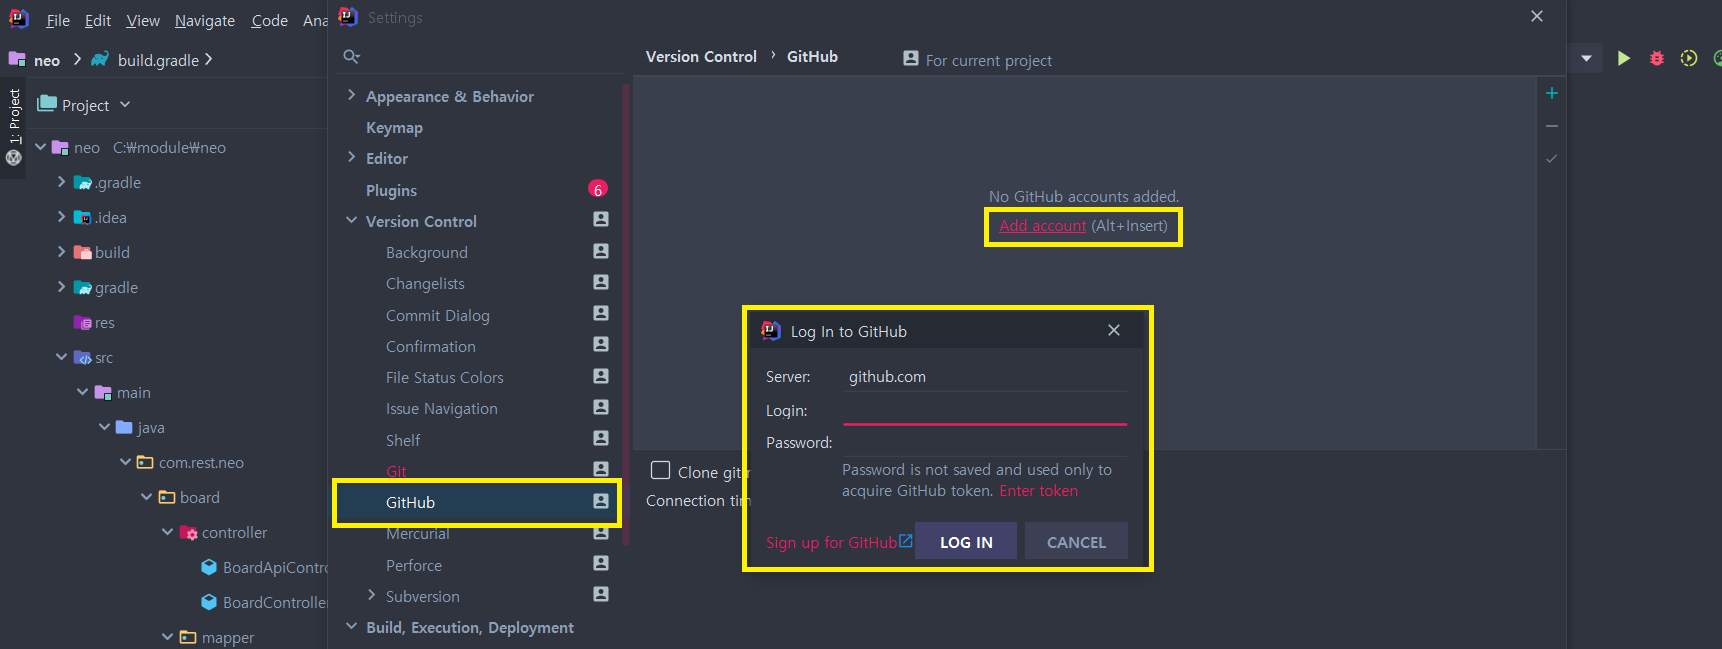 File Edit View Navigate Code Ana
Settings
neo build.gradle
Version Control › GitHub For current project
1: Project
Project
neo C:₩module₩neo
.gradle
.idea
build
gradle
res
src
main
java
com.rest.neo
board
controller
BoardApiContro
BoardController
mapper
Appearance & Behavior
Keymap
Editor
Plugins 6
Version Control
Background
Changelists
Commit Dialog
Confirmation
File Status Colors
Issue Navigation
Shelf
Git
GitHub
Mercurial
Perforce
Subversion
Build, Execution, Deployment
No GitHub accounts added.
Add account (Alt+Insert)
Clone git r
Connection tim
Log In to GitHub
Server: github.com
Login:
Password:
Password is not saved and used only to
acquire GitHub token. Enter token
Sign up for GitHub LOG IN CANCEL